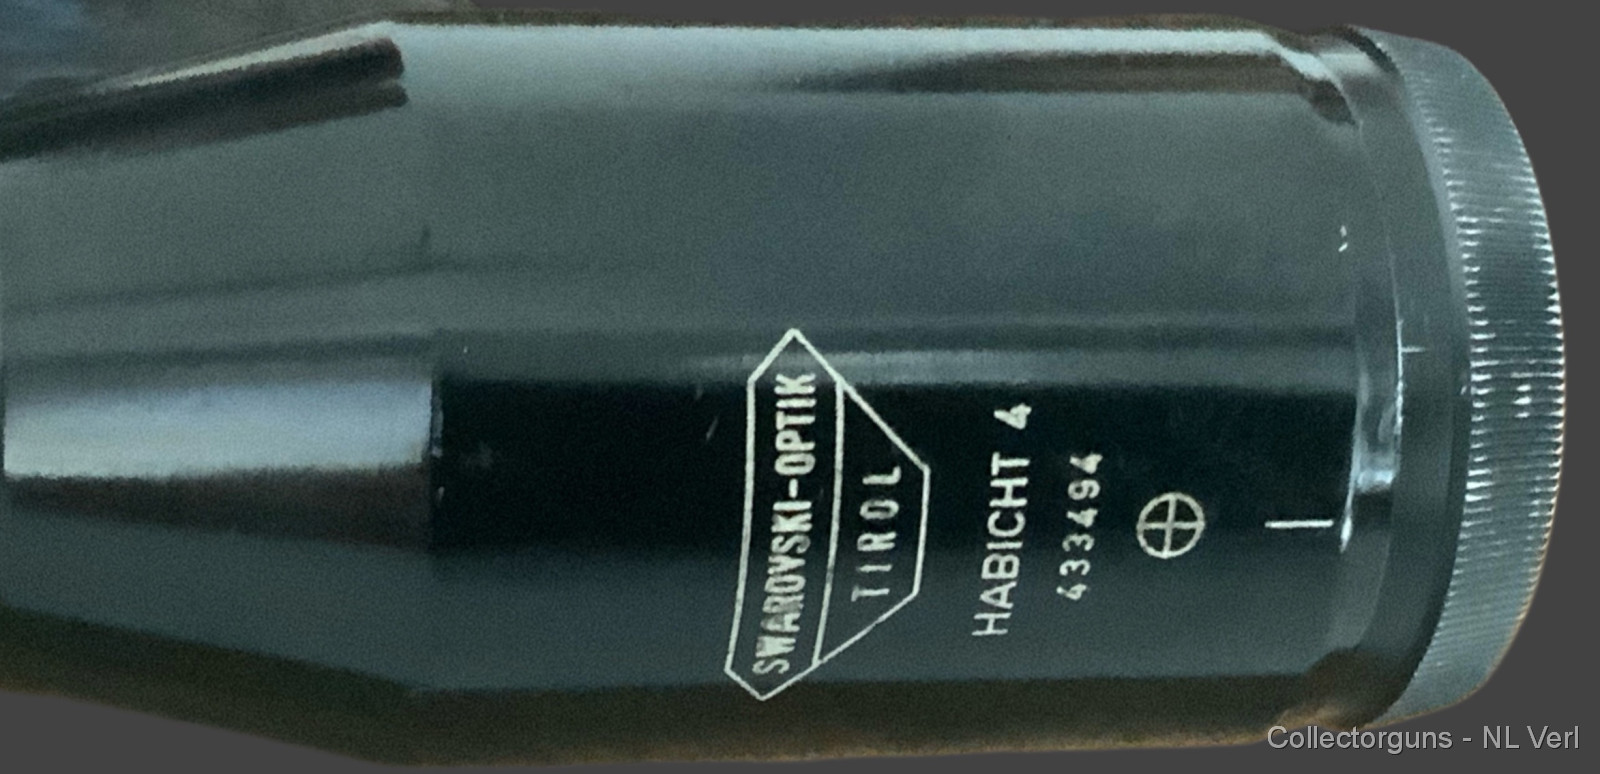 SWAROVSKI-OPTIK
TIROL
HABICHT 4
433494
Collectorguns - NL Verl